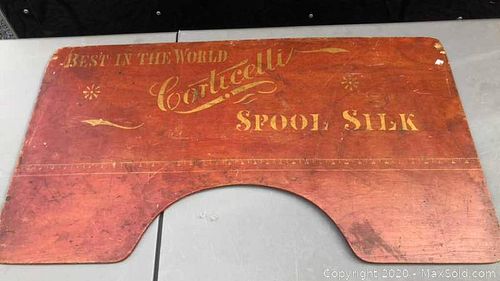 BEST IN THE WORLD
Corticelli
SPOOL SILK
Copyright 2020 - MaxSold.com